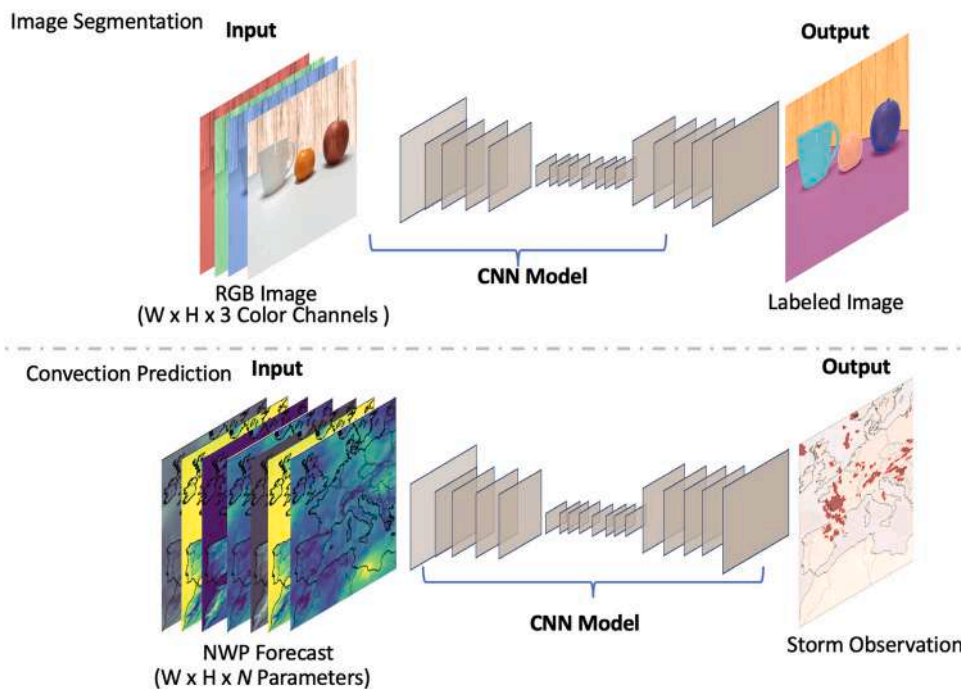 Image Segmentation
Input
Output
CNN Model
RGB Image
(W x H x 3 Color Channels )
Labeled Image
Convection Prediction
Input
Output
CNN Model
NWP Forecast
(W x H x N Parameters)
Storm Observation